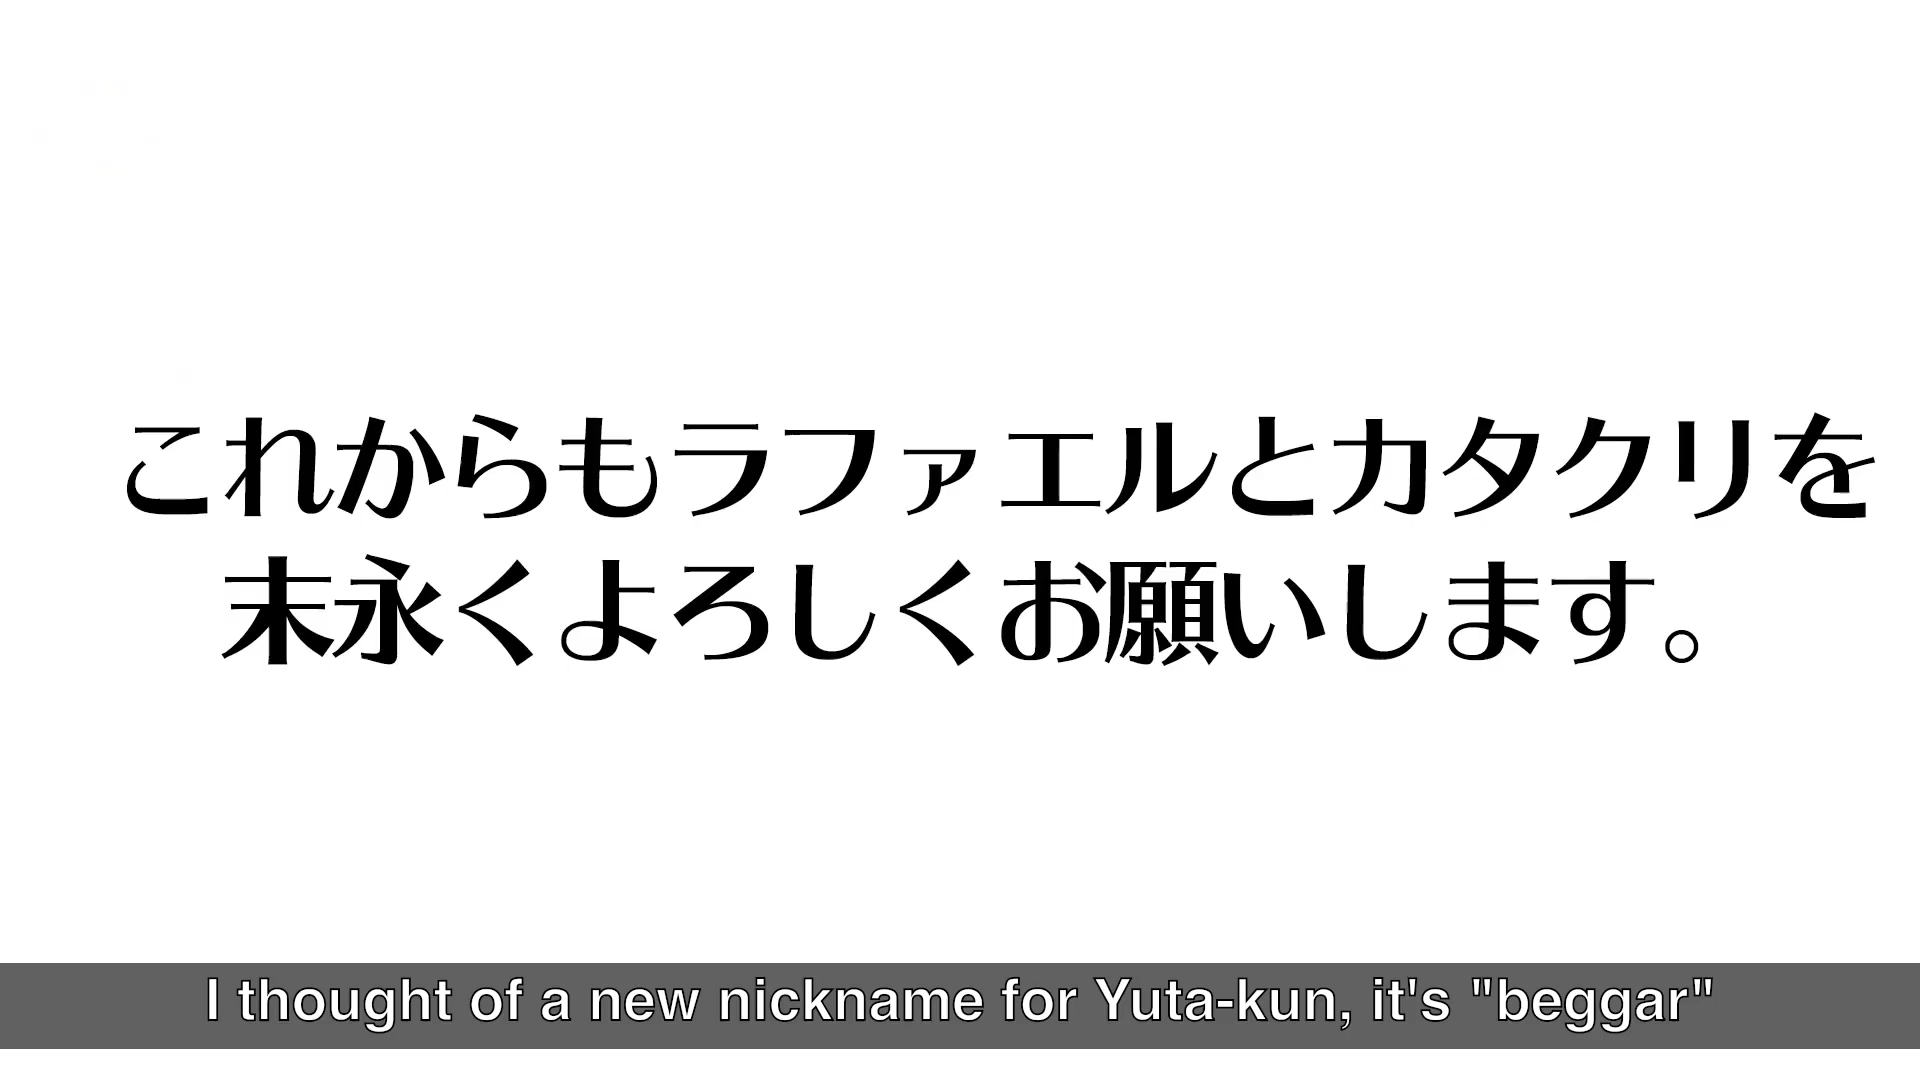 これからもラファエルとカタクリを
末永くよろしくお願いします。
I thought of a new nickname for Yuta-kun, it's "beggar"